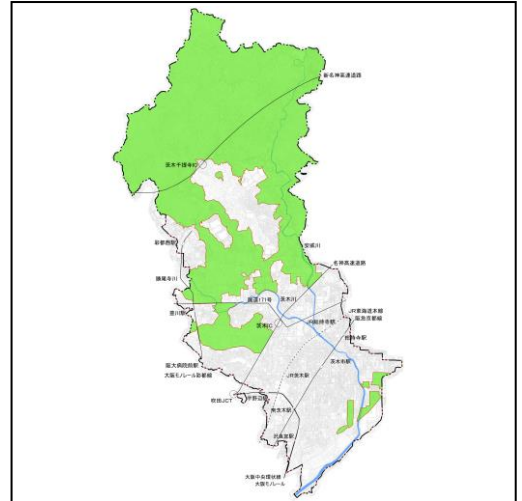 新名神高速道路
茨木千提寺IC
彩都西駅
安威川
名神高速道路
勝尾寺川
国道171号
茨木川
JR東海道本線
阪急京都線
豊川駅
JR総持寺駅
茨木IC
総持寺駅
阪大病院前駅
茨木市駅
大阪モノレール彩都線
JR茨木駅
吹田JCT
宇野辺駅
南茨木駅
沢良宜駅
大阪中央環状線
大阪モノレール